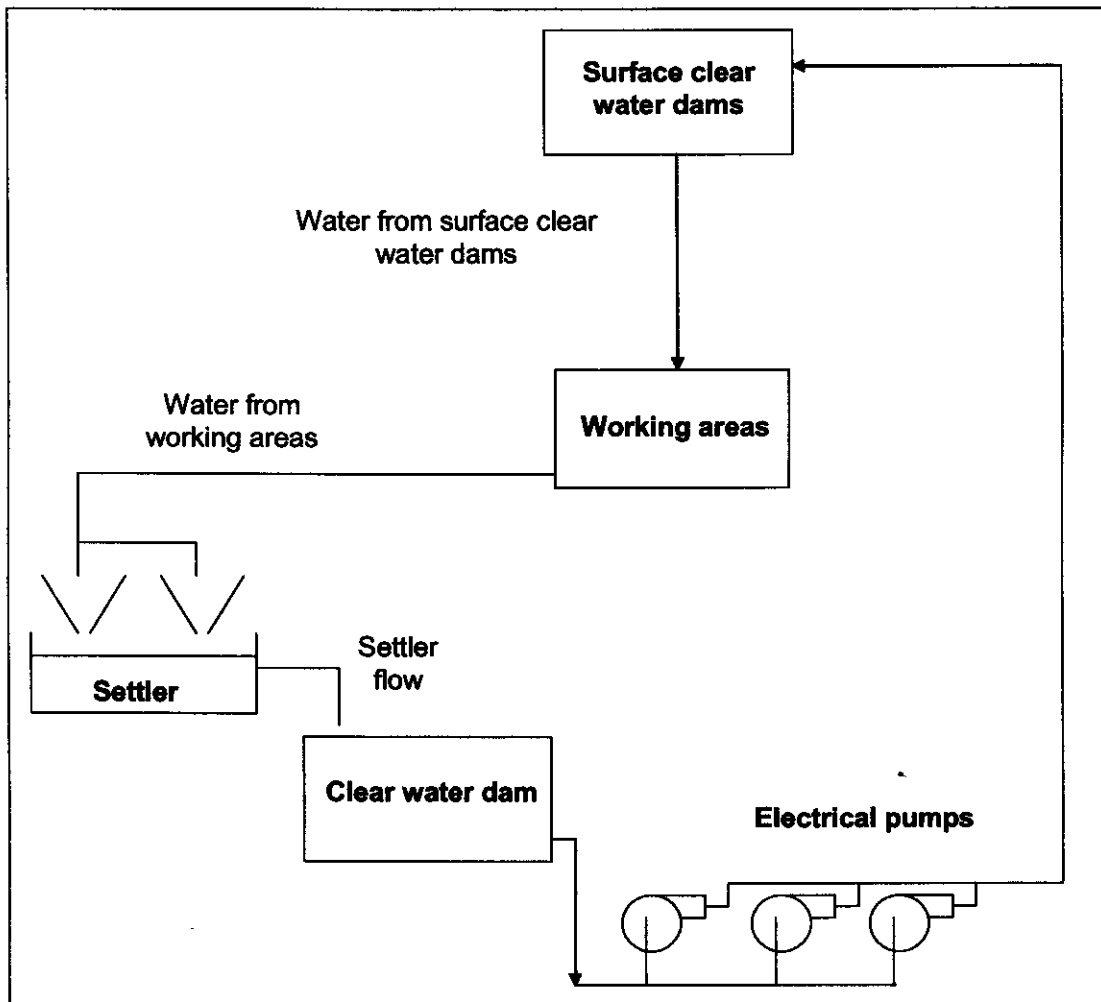 Surface clear
water dams
Water from surface clear
water dams
Water from
working areas
Working areas
Settler
flow
Settler
Clear water dam
Electrical pumps